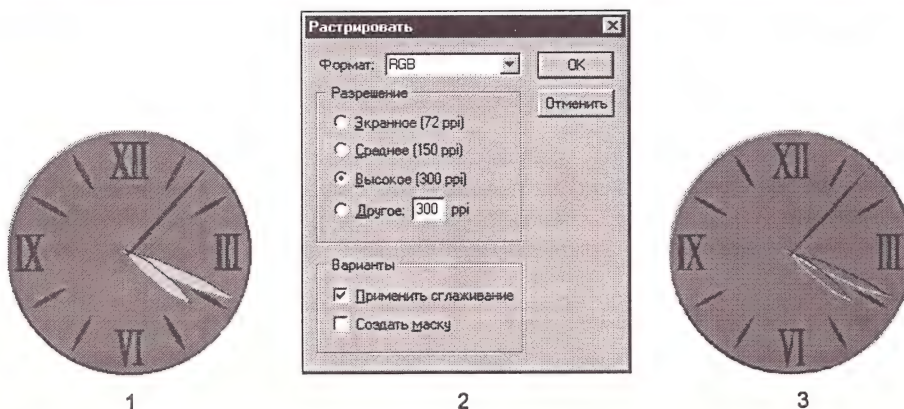 Растрировать
Формат: RGB
OK
Разрешение
Отменить
Экранное (72 ppi)
Среднее (150 ppi)
Высокое (300 ppi)
Другое: 300 ppi
Варианты
Применить сглаживание
Создать маску
XII
IX
III
VI
XII
IX
III
VI
1
2
3